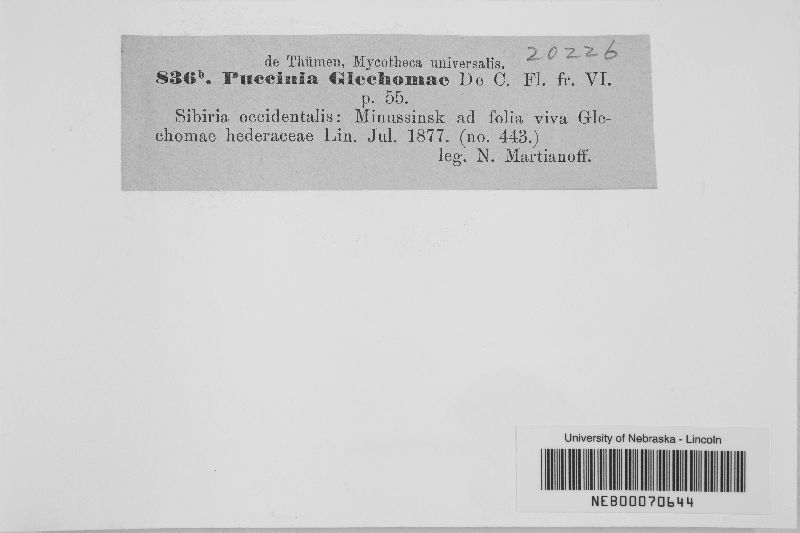 20226
de Thümen, Mycotheca universalis.
836ᵇ. Puccinia Glechomae De C. Fl. fr. VI.
p. 55.
Sibiria occidentalis: Minussinsk ad folia viva Gle-
chomae hederaceae Lin. Jul. 1877. (no. 443.)
leg. N. Martianoff.
University of Nebraska - Lincoln
NEB00070644